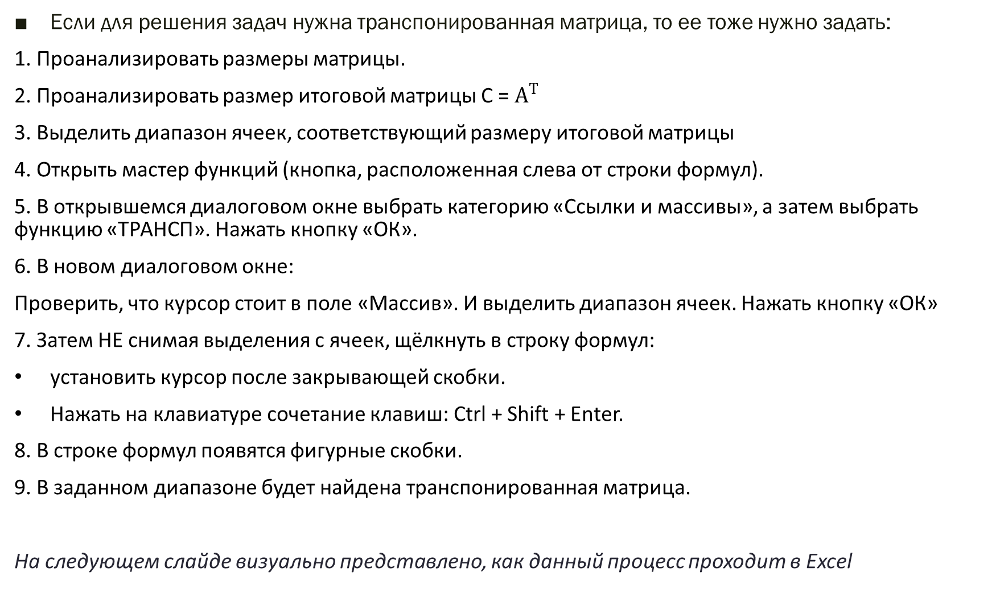 ▪ Если для решения задач нужна транспонированная матрица, то ее тоже нужно задать:
1. Проанализировать размеры матрицы.
2. Проанализировать размер итоговой матрицы C = Aᵀ
3. Выделить диапазон ячеек, соответствующий размеру итоговой матрицы
4. Открыть мастер функций (кнопка, расположенная слева от строки формул).
5. В открывшемся диалоговом окне выбрать категорию «Ссылки и массивы», а затем выбрать
функцию «ТРАНСП». Нажать кнопку «ОК».
6. В новом диалоговом окне:
Проверить, что курсор стоит в поле «Массив». И выделить диапазон ячеек. Нажать кнопку «ОК»
7. Затем НЕ снимая выделения с ячеек, щёлкнуть в строку формул:
• установить курсор после закрывающей скобки.
• Нажать на клавиатуре сочетание клавиш: Ctrl + Shift + Enter.
8. В строке формул появятся фигурные скобки.
9. В заданном диапазоне будет найдена транспонированная матрица.
На следующем слайде визуально представлено, как данный процесс проходит в Excel